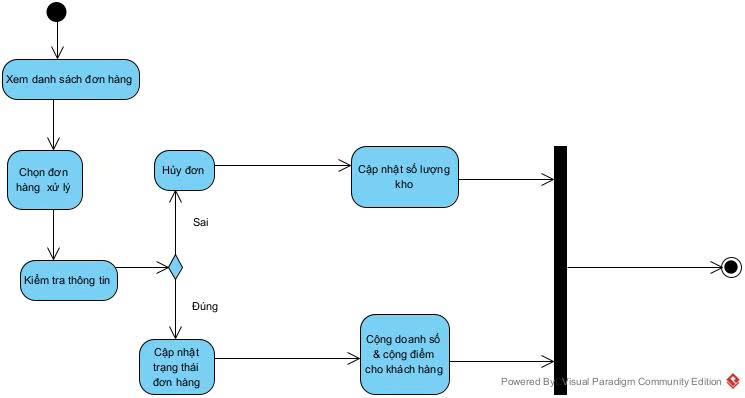 Xem danh sách đơn hàng
Chọn đơn
hàng xử lý
Kiểm tra thông tin
Hủy đơn
Sai
Đúng
Cập nhật
trạng thái
đơn hàng
Cập nhật số lượng
kho
Cộng doanh số
& cộng điểm
cho khách hàng
Powered By: Visual Paradigm Community Edition